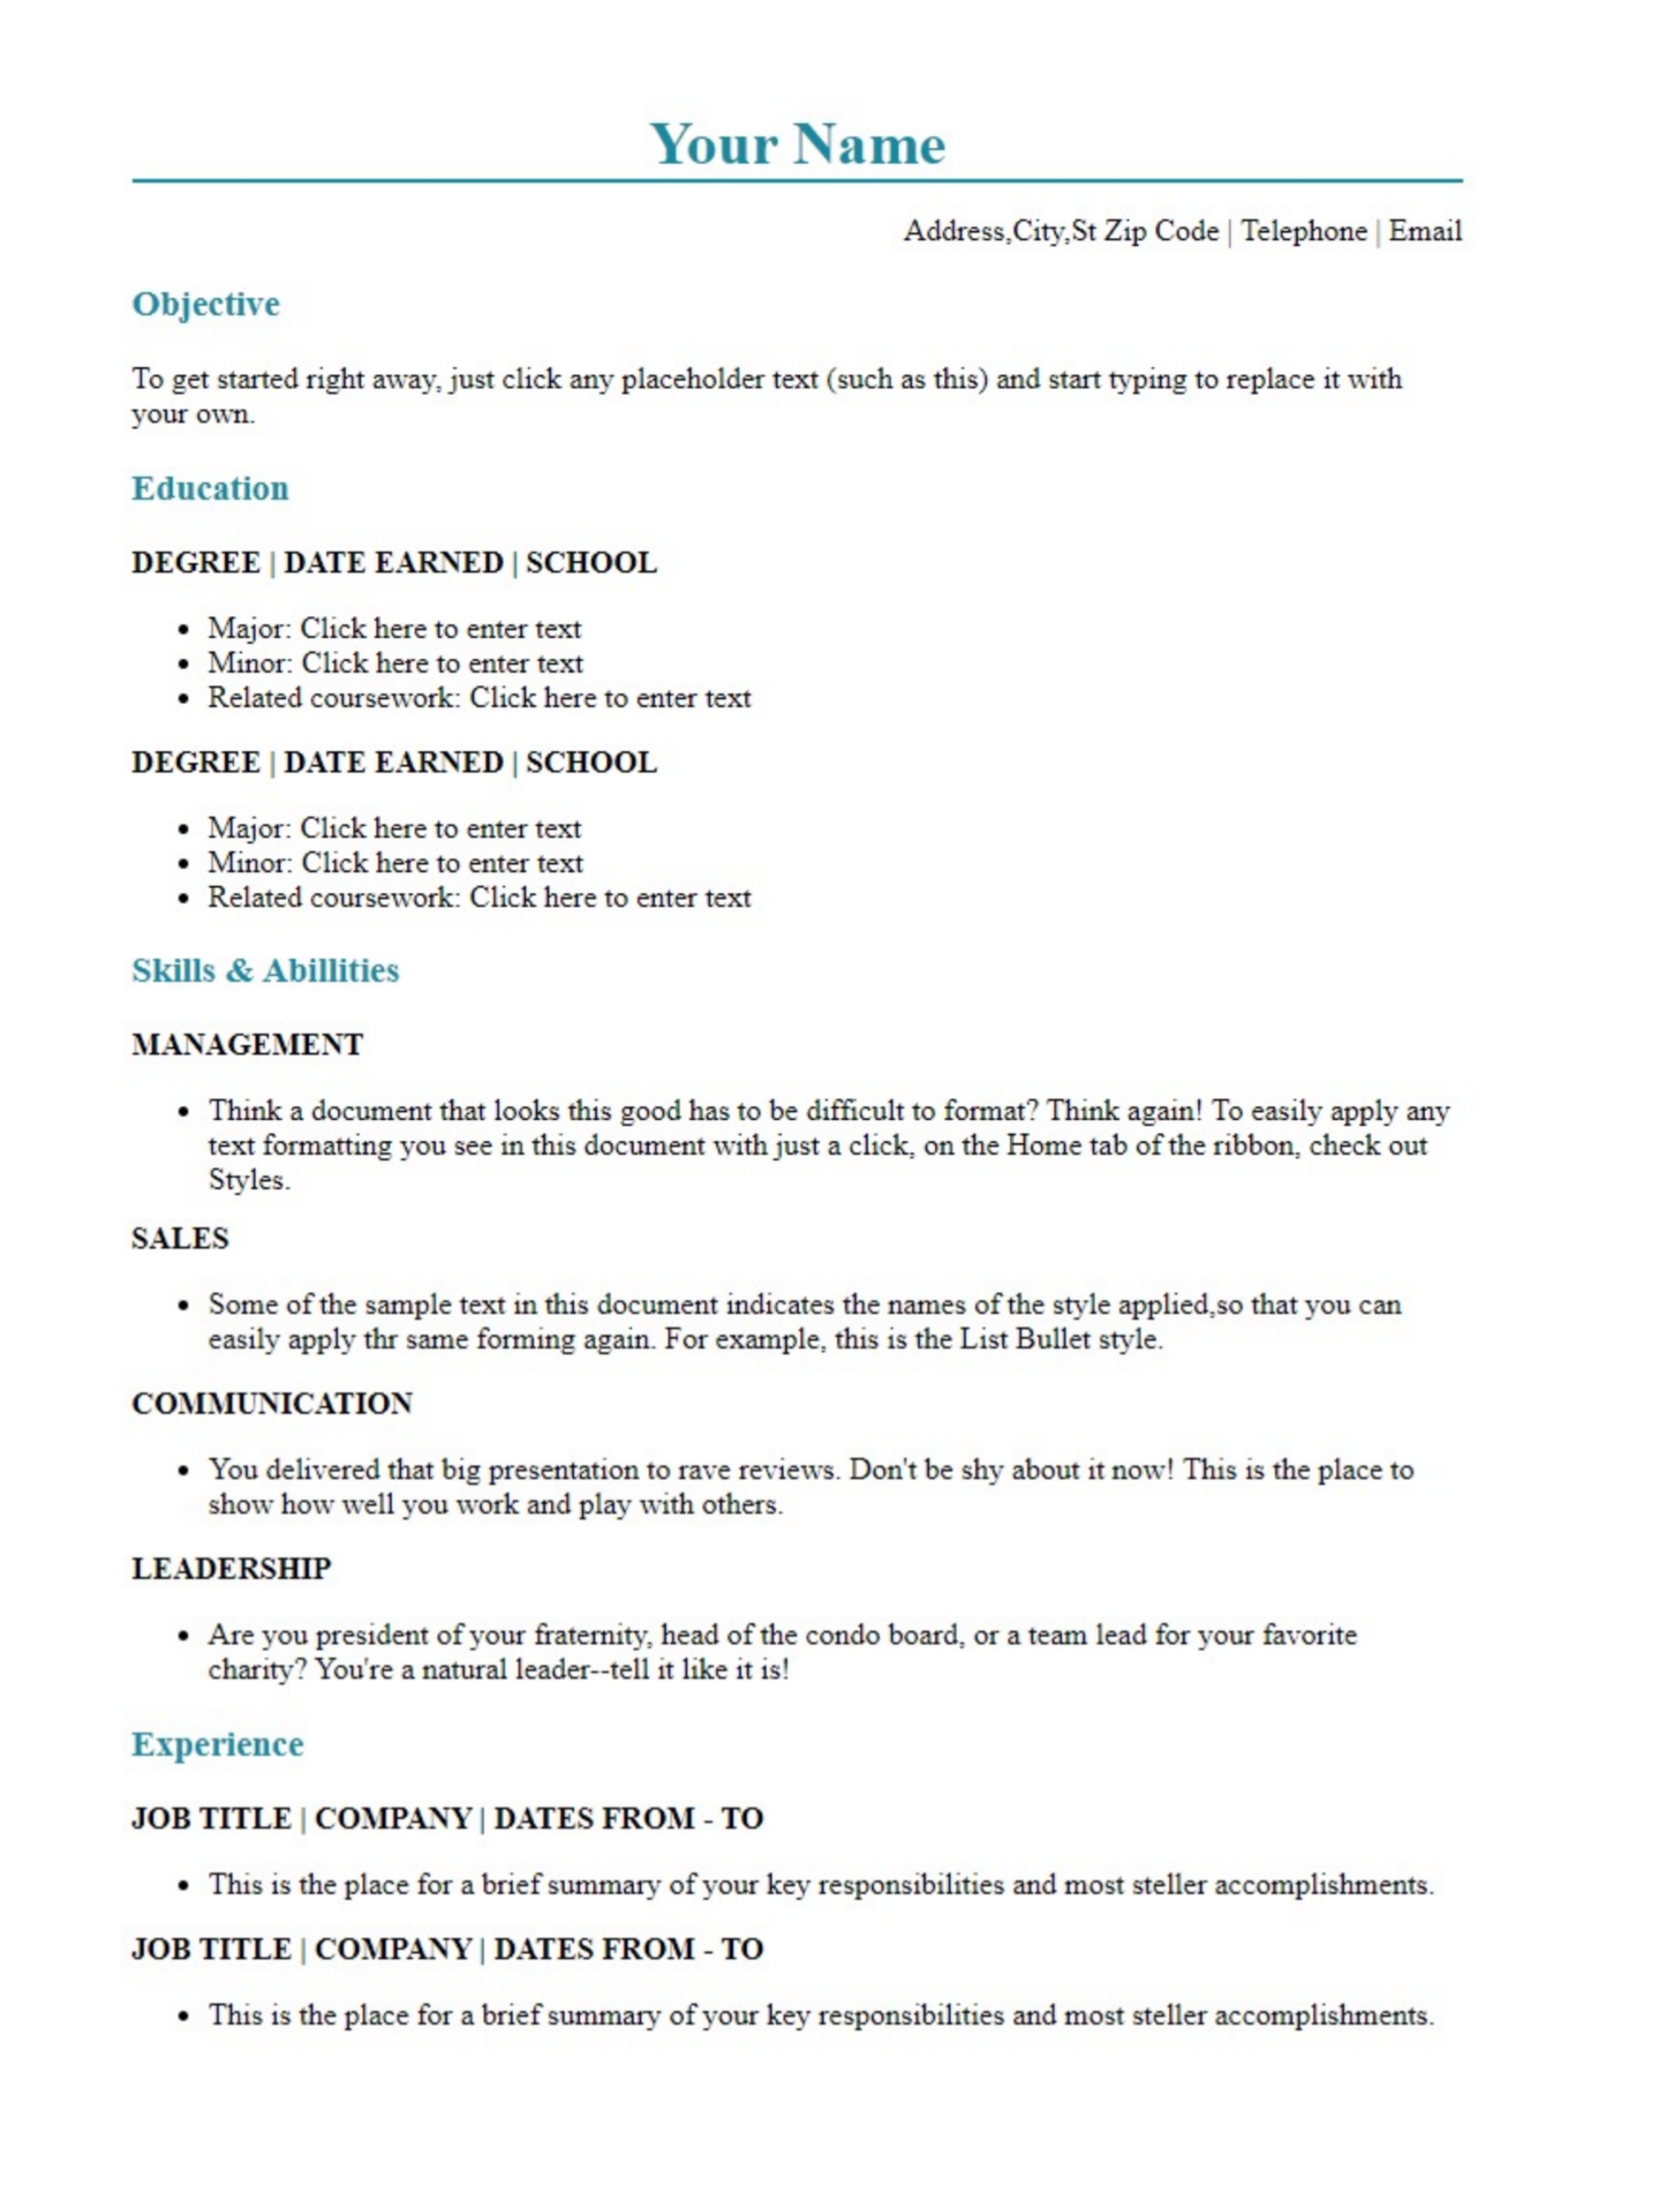 Your Name
Address,City,St Zip Code | Telephone | Email
Objective
To get started right away, just click any placeholder text (such as this) and start typing to replace it with
your own.
Education
DEGREE | DATE EARNED | SCHOOL
• Major: Click here to enter text
• Minor: Click here to enter text
• Related coursework: Click here to enter text
DEGREE | DATE EARNED | SCHOOL
• Major: Click here to enter text
• Minor: Click here to enter text
• Related coursework: Click here to enter text
Skills & Abillities
MANAGEMENT
• Think a document that looks this good has to be difficult to format? Think again! To easily apply any
text formatting you see in this document with just a click, on the Home tab of the ribbon, check out
Styles.
SALES
• Some of the sample text in this document indicates the names of the style applied,so that you can
easily apply thr same forming again. For example, this is the List Bullet style.
COMMUNICATION
• You delivered that big presentation to rave reviews. Don't be shy about it now! This is the place to
show how well you work and play with others.
LEADERSHIP
• Are you president of your fraternity, head of the condo board, or a team lead for your favorite
charity? You're a natural leader--tell it like it is!
Experience
JOB TITLE | COMPANY | DATES FROM - TO
• This is the place for a brief summary of your key responsibilities and most steller accomplishments.
JOB TITLE | COMPANY | DATES FROM - TO
• This is the place for a brief summary of your key responsibilities and most steller accomplishments.